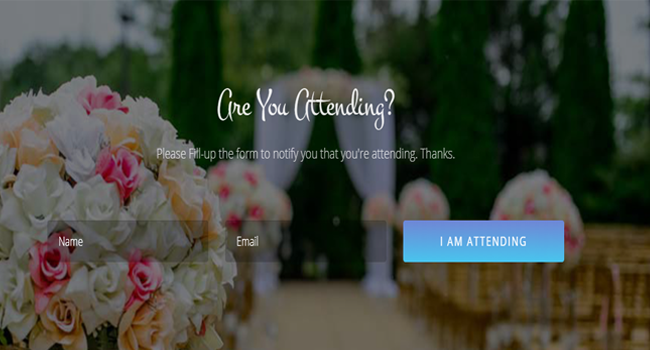 Are You Attending?
Please Fill-up the form to notify you that you're attending. Thanks.
Name Email I AM ATTENDING